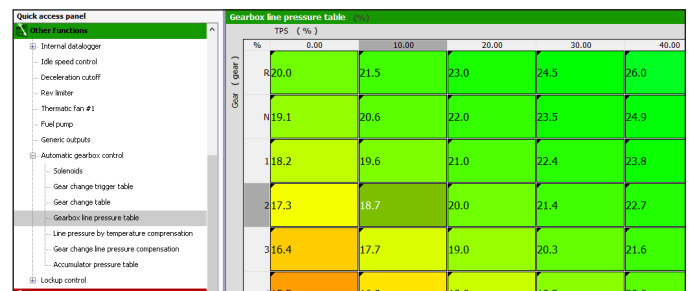 Quick access panel
Other Functions
Internal datalogger
Idle speed control
Deceleration cutoff
Rev limiter
Thermatic fan #1
Fuel pump
Generic outputs
Automatic gearbox control
Solenoids
Gear change trigger table
Gear change table
Gearbox line pressure table
Line pressure by temperature comprensation
Gear change line pressure compensation
Accumulator pressure table
Lockup control
Gearbox line pressure table (%)
TPS ( % )
% 0.00 10.00 20.00 30.00 40.00
Gear ( gear )
R 20.0 21.5 23.0 24.5 26.0
N 19.1 20.6 22.0 23.5 24.9
1 18.2 19.6 21.0 22.4 23.8
2 17.3 18.7 20.0 21.4 22.7
3 16.4 17.7 19.0 20.3 21.6